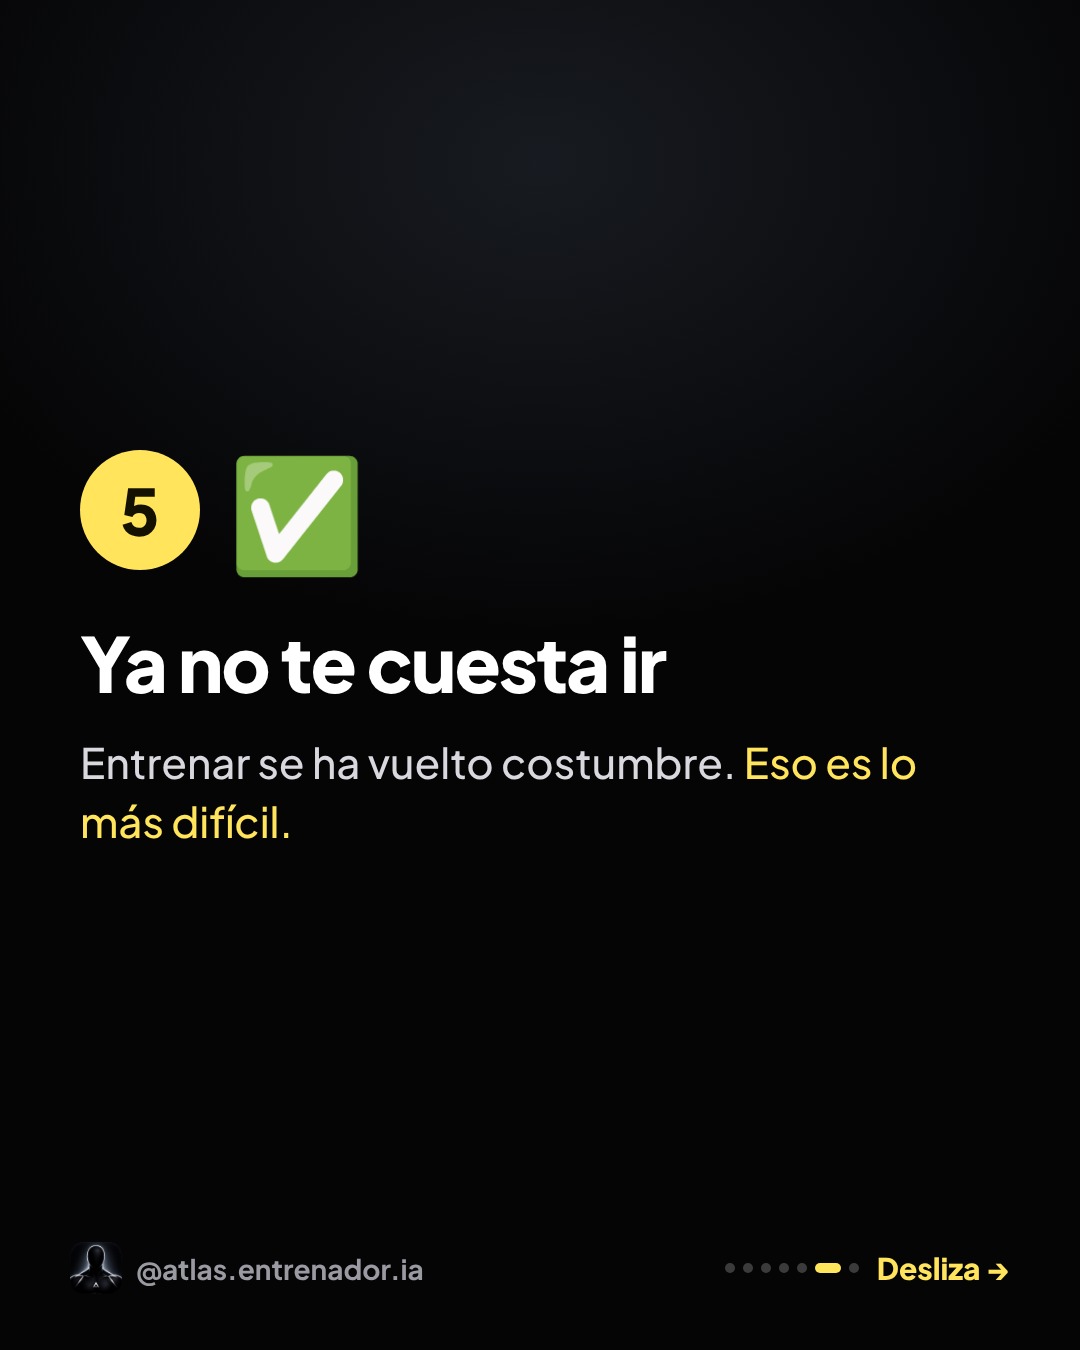 5 ✅
Ya no te cuesta ir
Entrenar se ha vuelto costumbre. Eso es lo
más difícil.
@atlas.entrenador.ia
Desliza →